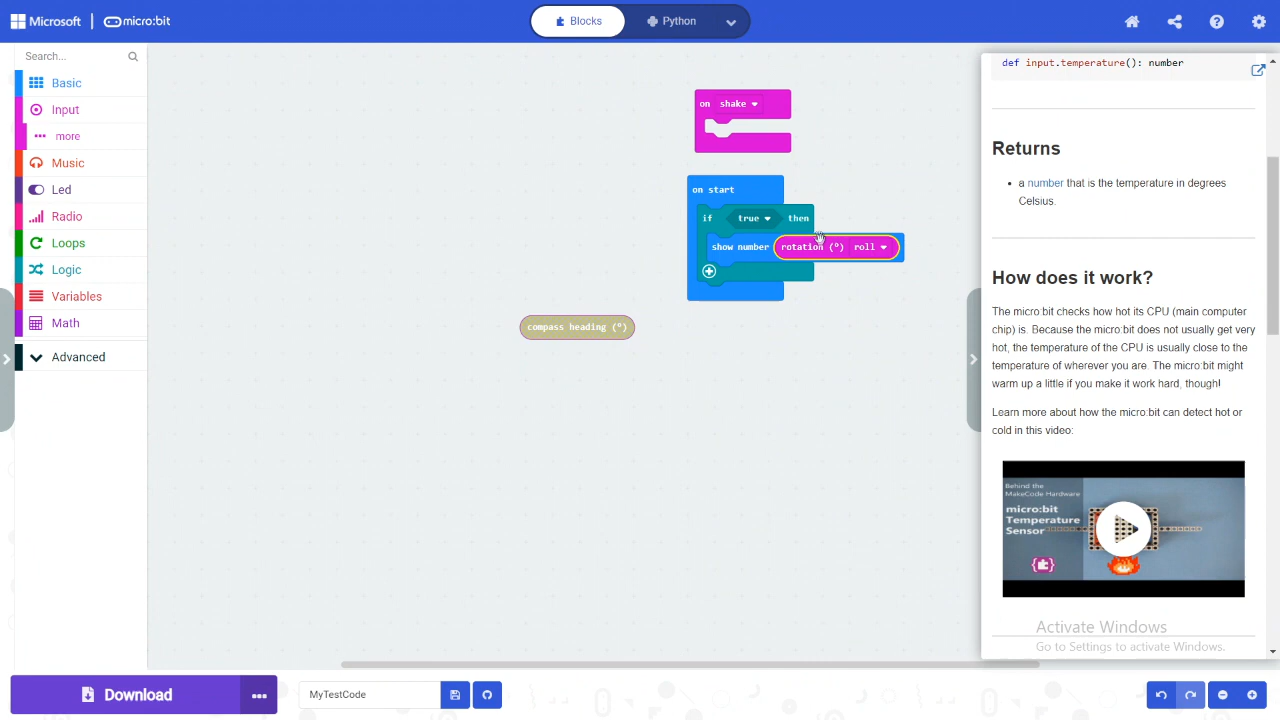 Microsoft
micro:bit
Blocks
Python
Search...
Basic
Input
more
Music
Led
Radio
Loops
Logic
Variables
Math
Advanced
on shake
on start
if true then
show number rotation (°) roll
compass heading (°)
def input.temperature(): number
Returns
a number that is the temperature in degrees
Celsius.
How does it work?
The micro bit checks how hot its CPU (main computer
chip) is. Because the micro:bit does not usually get very
hot, the temperature of the CPU is usually close to the
temperature of wherever you are. The micro:bit might
warm up a little if you make it work hard, though!
Learn more about how the micro:bit can detect hot or
cold in this video:
Behind the
MakeCode Hardware
micro:bit
Temperature
Sensor
Activate Windows
Go to Settings to activate Windows.
Download
MyTestCode